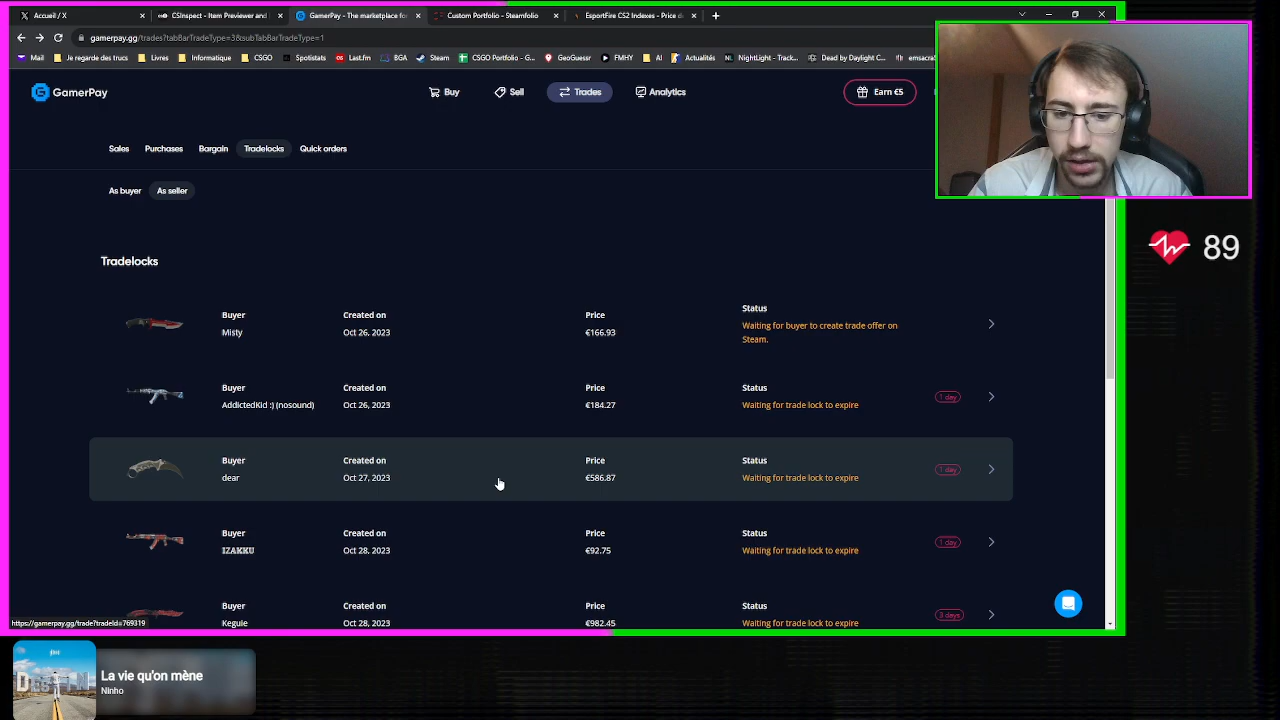 Accueil / X
CSInspect - Item Previewer and
GamerPay - The marketplace fo
Custom Portfolio - Steamfolio
EsportFire CS2 Indexes - Price d
gamerpay.gg/trades?tabBarTradeType=3&subTabBarTradeType=1
Mail
Je regarde des trucs
Livres
Informatique
CSGO
Spotistats
Last.fm
BGA
Steam
CSGO Portfolio - G...
GeoGuessr
FMHY
AI
Actualités
NightLight - Track...
Dead by Daylight C...
emsacraS
GamerPay
Buy
Sell
Trades
Analytics
Earn €5
Sales
Purchases
Bargain
Tradelocks
Quick orders
As buyer
As seller
Tradelocks
Buyer
Created on
Price
Status
Misty
Oct 26, 2023
€166.93
Waiting for buyer to create trade offer on
Steam.
Buyer
Created on
Price
Status
AddictedKid :) (nosound)
Oct 26, 2023
€184.27
Waiting for trade lock to expire
1 day
Buyer
Created on
Price
Status
dear
Oct 27, 2023
€586.87
Waiting for trade lock to expire
1 day
Buyer
Created on
Price
Status
IZAKKU
Oct 28, 2023
€92.75
Waiting for trade lock to expire
1 day
Buyer
Created on
Price
Status
Kegule
Oct 28, 2023
€982.45
Waiting for trade lock to expire
3 days
https://gamerpay.gg/trade?tradeId=769319
89
La vie qu'on mène
Ninho